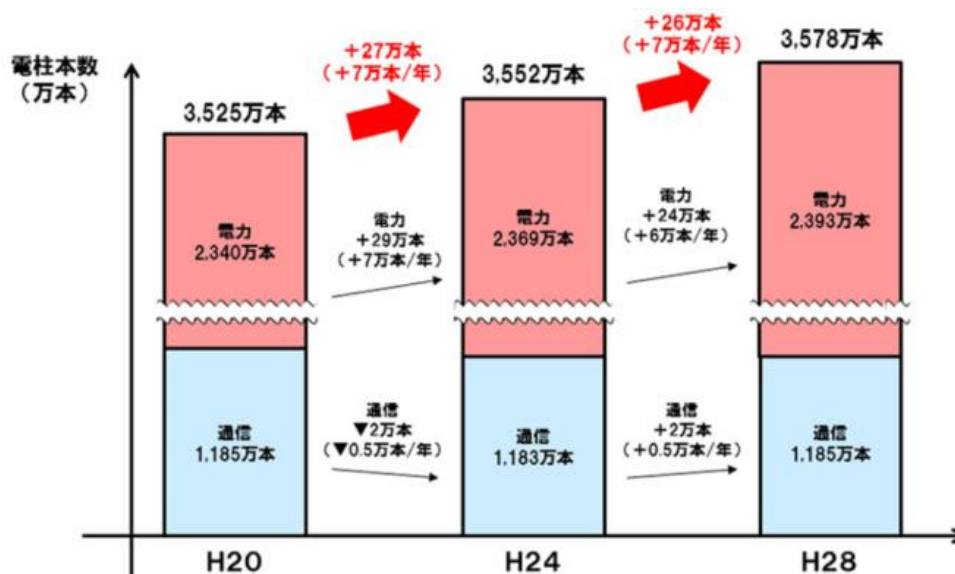 電柱本数
(万本)
3,525万本
+27万本
(+7万本/年)
3,552万本
+26万本
(+7万本/年)
3,578万本
電力
2,340万本
電力
+29万本
(+7万本/年)
電力
2,369万本
電力
+24万本
(+6万本/年)
電力
2,393万本
通信
1,185万本
通信
▼2万本
(▼0.5万本/年)
通信
1,183万本
通信
+2万本
(+0.5万本/年)
通信
1,185万本
H20
H24
H28